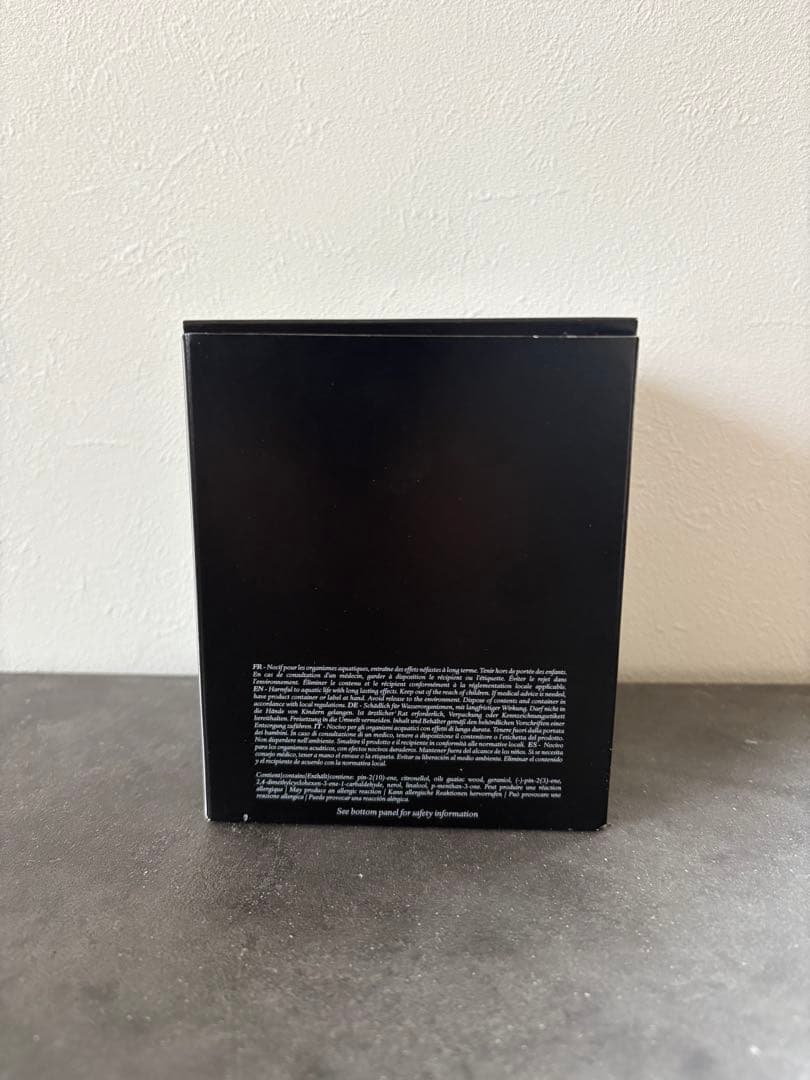 FR - Nocif pour les organismes aquatiques, entraîne des effets néfastes à long terme. Tenir hors de portée des enfants.
En cas de consultation d'un médecin, garder à disposition le récipient ou l'étiquette. Éviter le rejet dans
l'environnement. Éliminer le contenu et le récipient conformément à la réglementation locale applicable.
EN - Harmful to aquatic life with long lasting effects. Keep out of the reach of children. If medical advice is needed,
have product container or label at hand. Avoid release to the environment. Dispose of contents and container in
accordance with local regulations. DE - Schädlich für Wasserorganismen, mit langfristiger Wirkung. Darf nicht in
die Hände von Kindern gelangen. Ist ärztlicher Rat erforderlich, Verpackung oder Kennzeichnungsetikett
bereithalten. Freisetzung in die Umwelt vermeiden. Inhalt und Behälter gemäß den behördlichen Vorschriften einer
Entsorgung zuführen. IT - Nocivo per gli organismi acquatici con effetti di lunga durata. Tenere fuori dalla portata
dei bambini. In caso di consultazione di un medico, tenere a disposizione il contenitore o l'etichetta del prodotto.
Non disperdere nell'ambiente. Smaltire il prodotto e il recipiente in conformità alle normative locali. ES - Nocivo
para los organismos acuáticos, con efectos nocivos duraderos. Mantener fuera del alcance de los niños. Si se necesita
consejo médico, tener a mano el envase o la etiqueta. Evitar su liberación al medio ambiente. Eliminar el contenido
y el recipiente de acuerdo con la normativa local.
Contient|contains|Enthält|contiene: pin-2(10)-ene, citronellol, oils guaiac wood, geraniol, (-)-pin-2(3)-ene,
2,4-dimethylcyclohexen-3-ene-1-carbaldehyde, nerol, linalool, p-menthan-3-one. Peut produire une réaction
allergique | May produce an allergic reaction | Kann allergische Reaktionen hervorrufen | Può provocare una
reazione allergica | Puede provocar una reacción alérgica.
See bottom panel for safety information